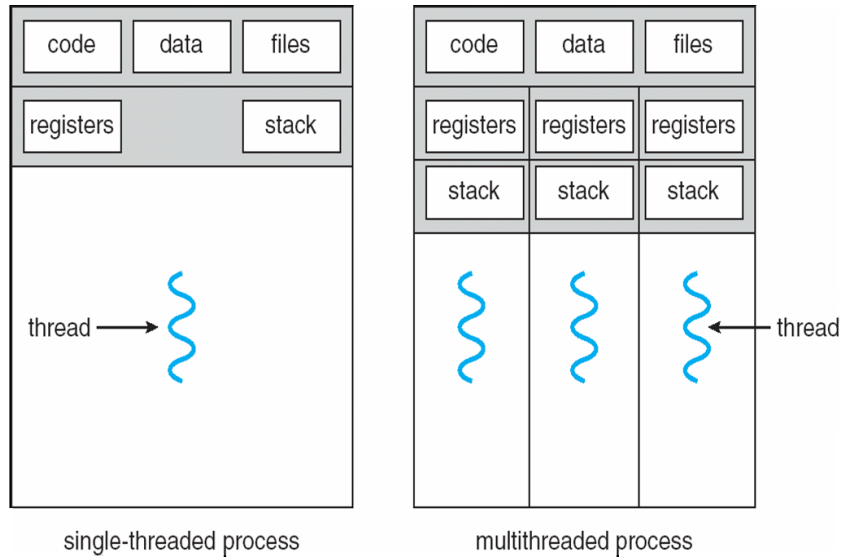 code data files
registers stack
thread
single-threaded process
code data files
registers registers registers
stack stack stack
thread
multithreaded process